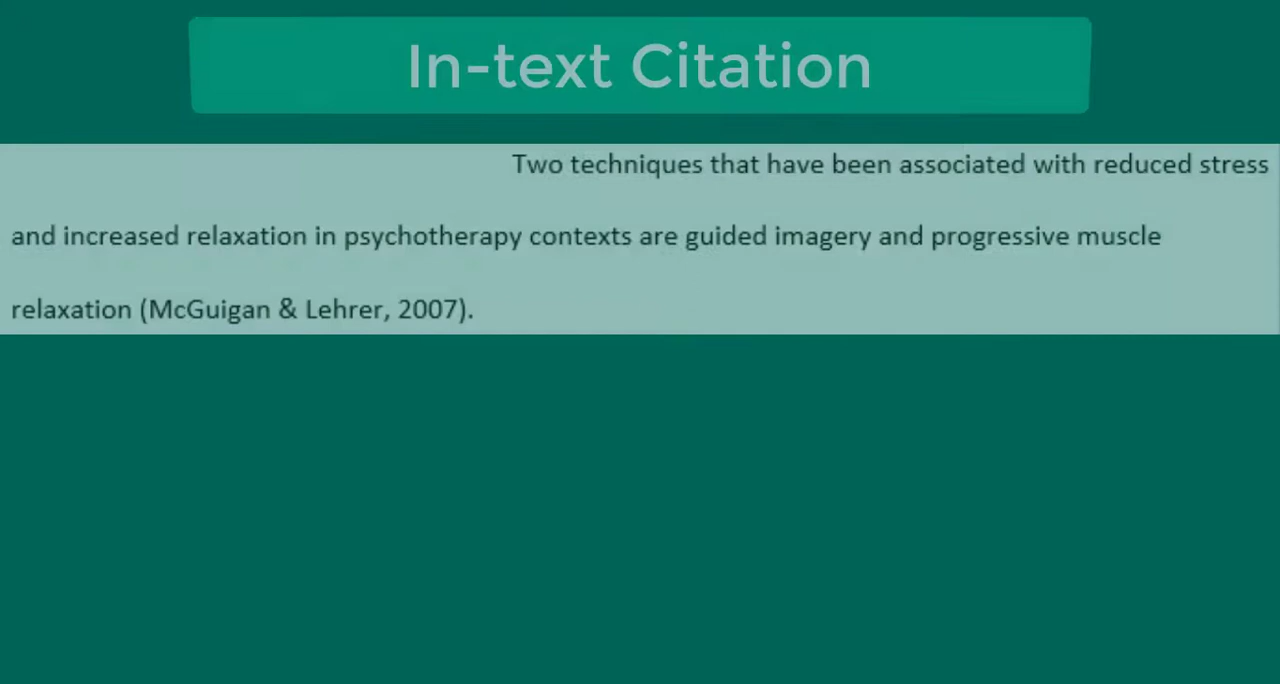 In-text Citation
Two techniques that have been associated with reduced stress
and increased relaxation in psychotherapy contexts are guided imagery and progressive muscle
relaxation (McGuigan & Lehrer, 2007).